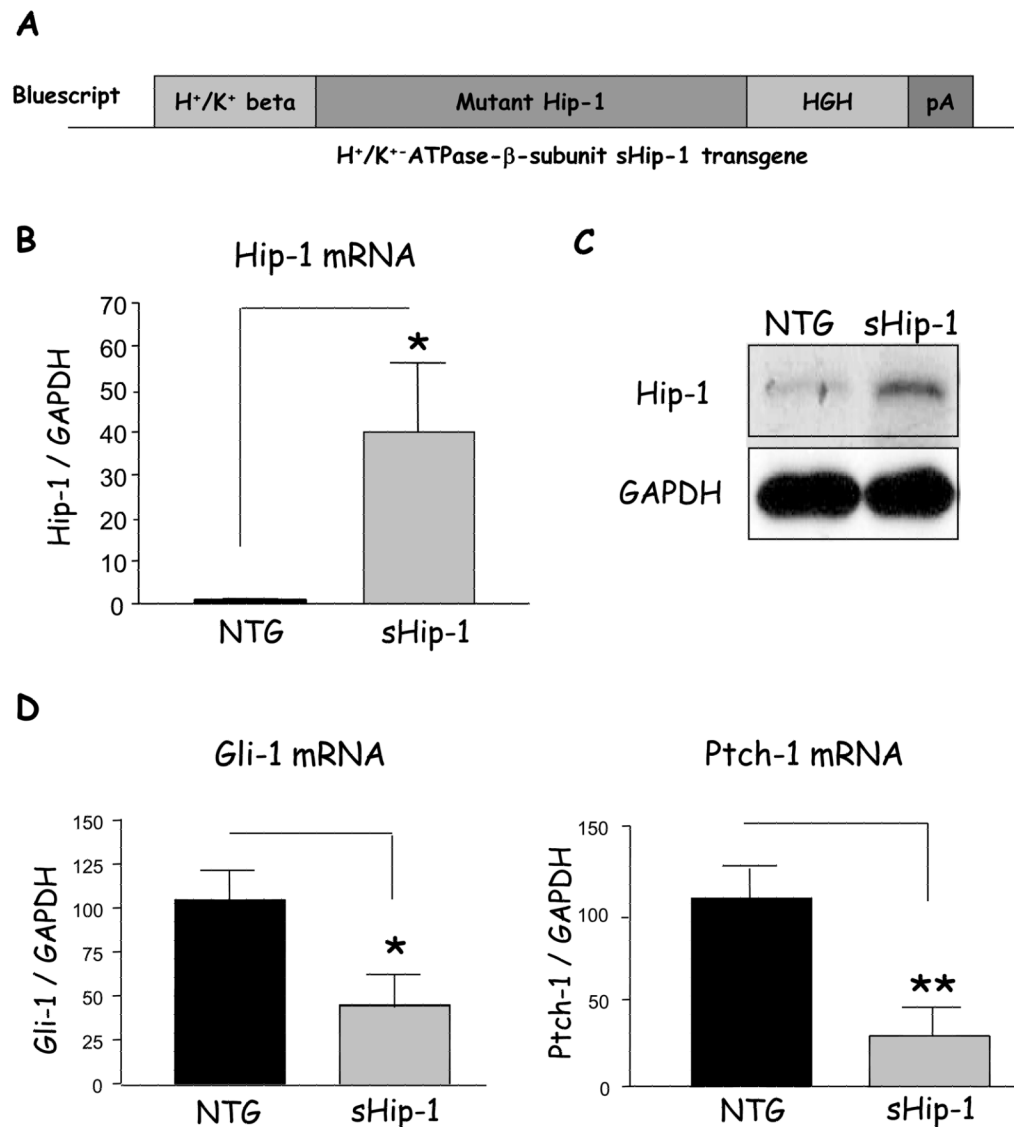 A
Bluescript
H⁺/K⁺ beta
Mutant Hip-1
HGH
pA
H⁺/K⁺-ATPase-β-subunit sHip-1 transgene
B
Hip-1 mRNA
Hip-1 / GAPDH
70
60
50
40
30
20
10
0
*
NTG
sHip-1
C
NTG sHip-1
Hip-1
GAPDH
D
Gli-1 mRNA
Gli-1 / GAPDH
150
125
100
75
50
25
0
*
NTG
sHip-1
Ptch-1 mRNA
Ptch-1 / GAPDH
150
100
50
0
**
NTG
sHip-1